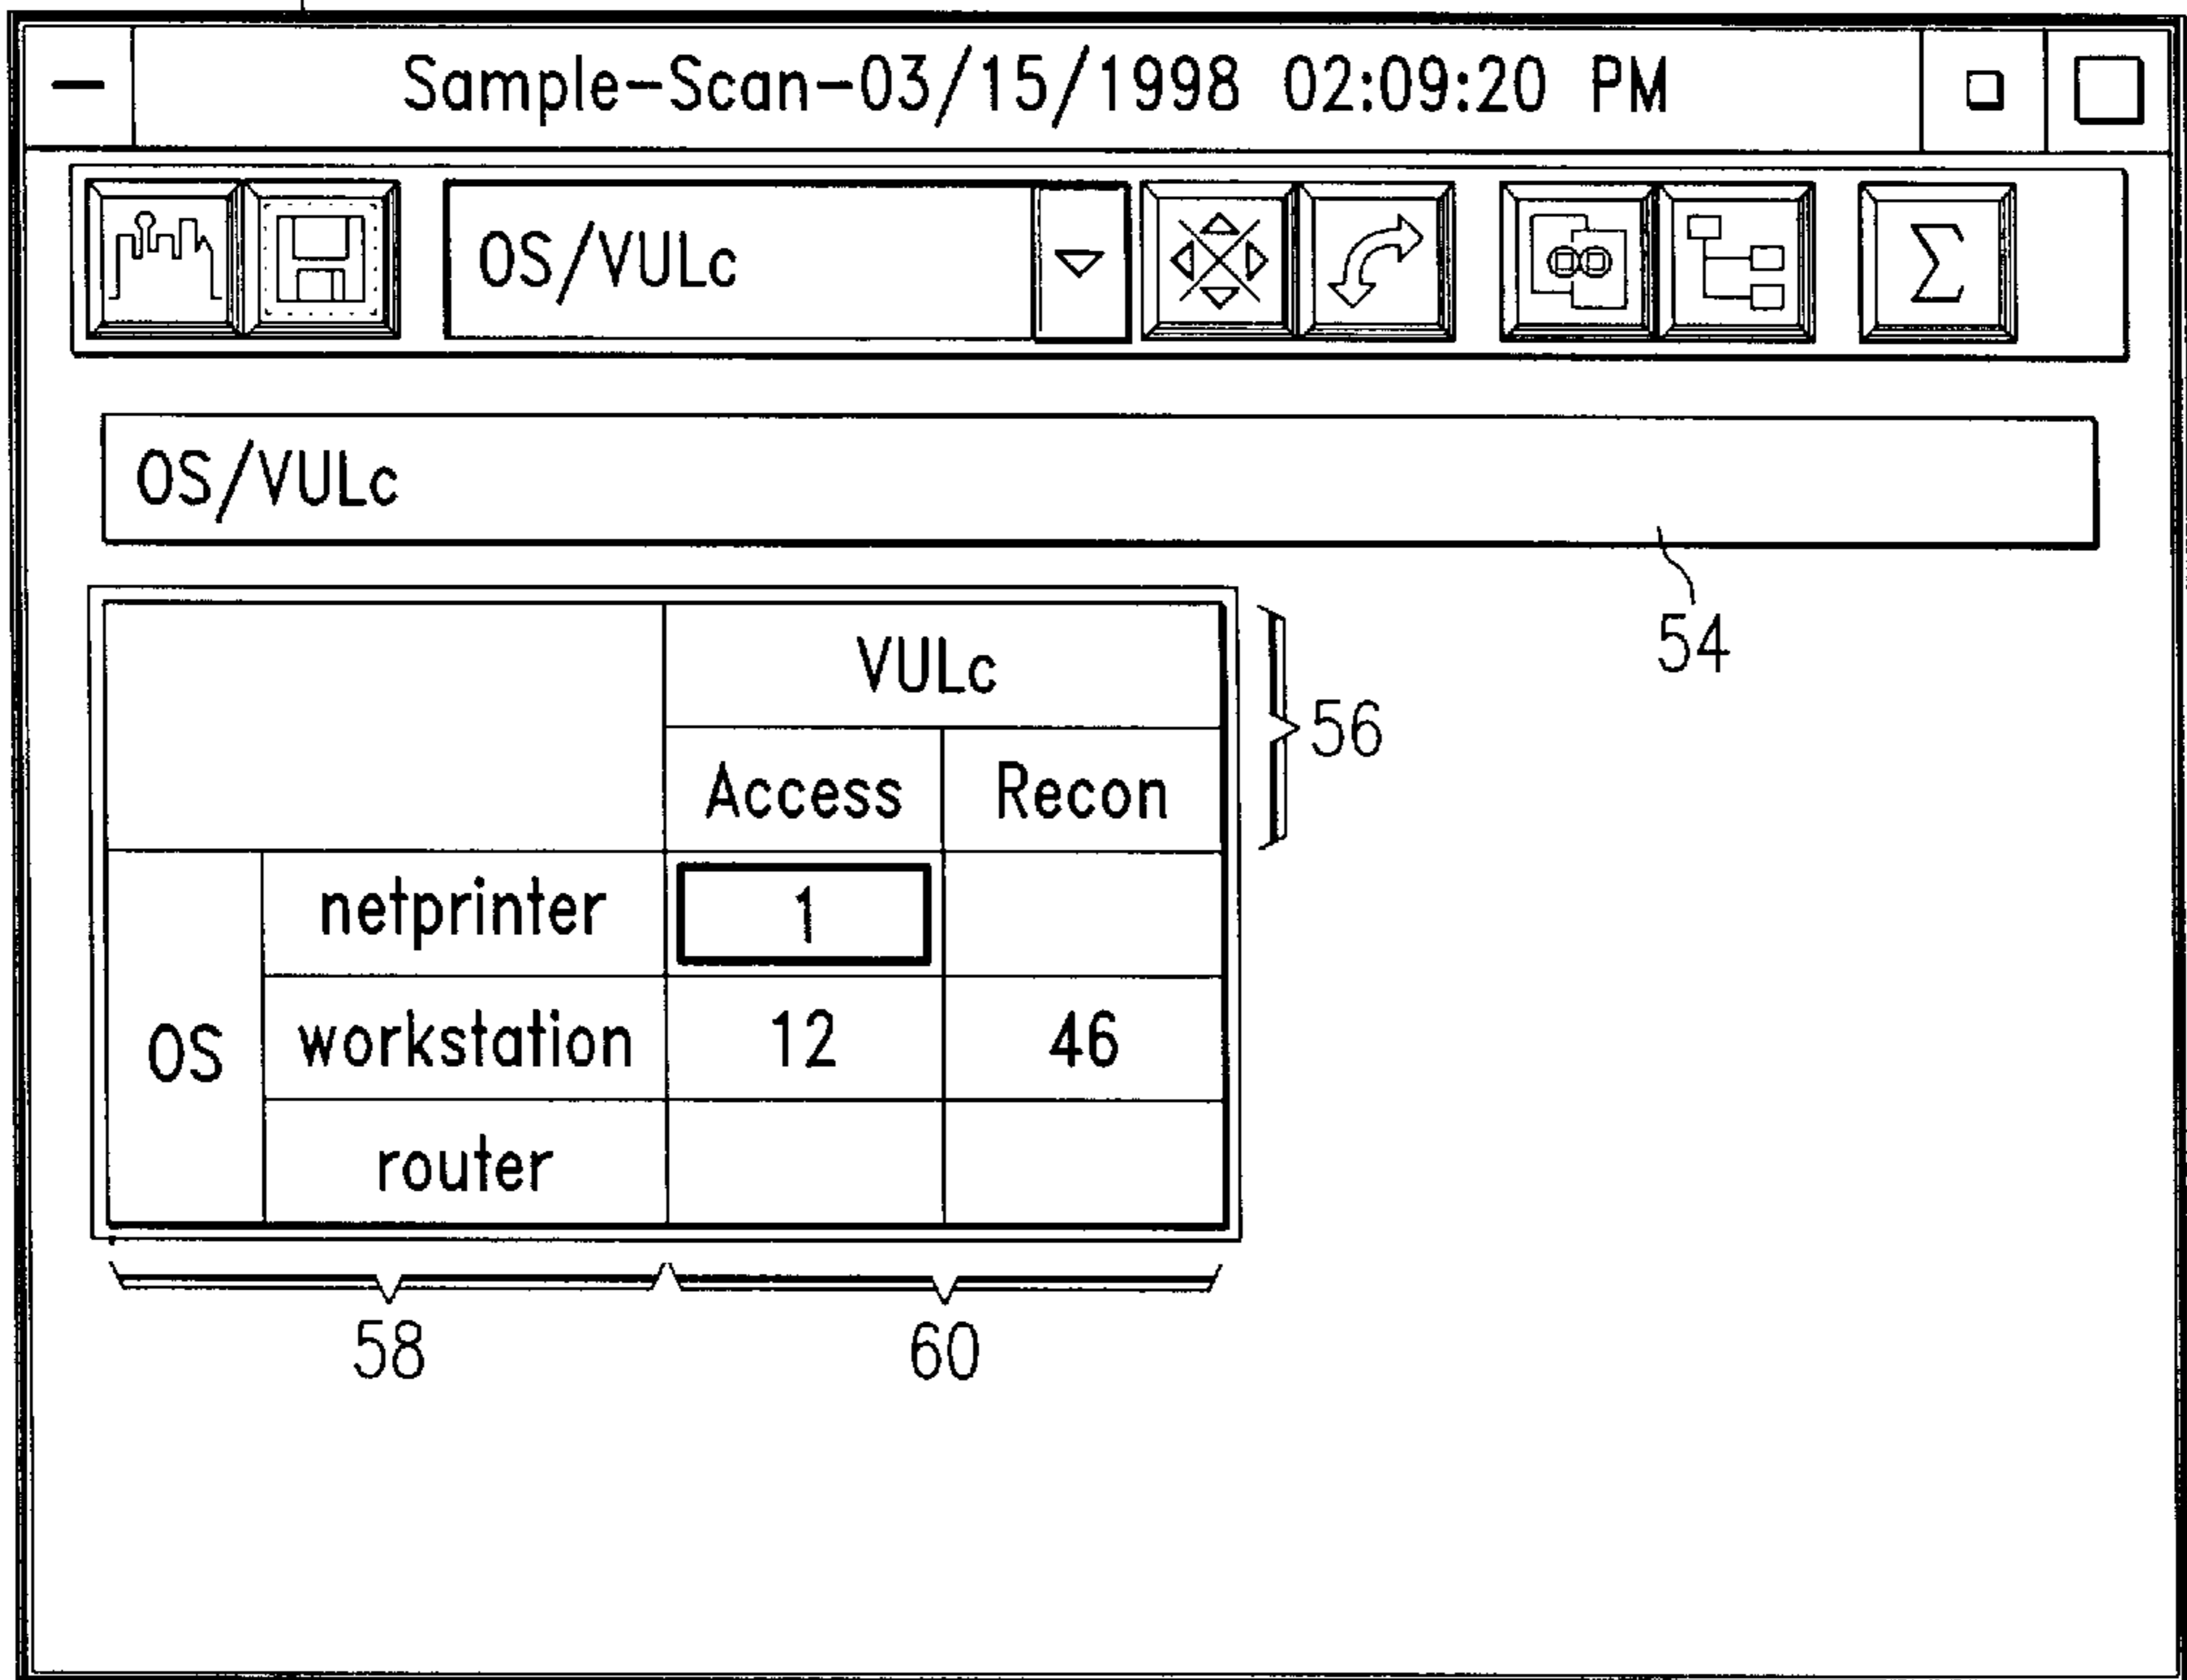 Sample-Scan-03/15/1998 02:09:20 PM
OS/VULc
Σ
OS/VULc
54
VULc
56
Access Recon
netprinter 1
OS workstation 12 46
router
58 60